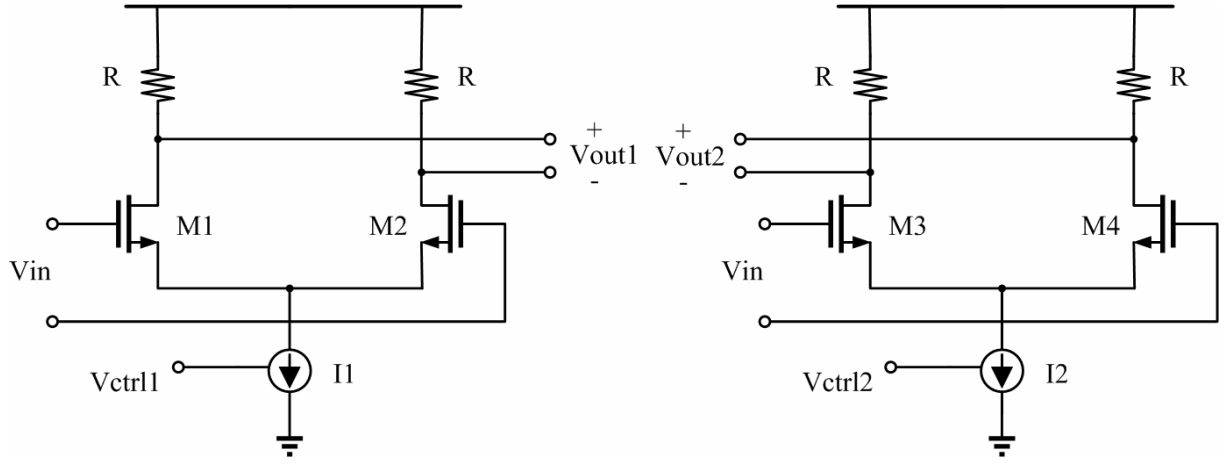 R
R
R
R
+
Vout1
-
+
Vout2
-
M1
M2
M3
M4
Vin
Vin
Vctrl1
I1
Vctrl2
I2